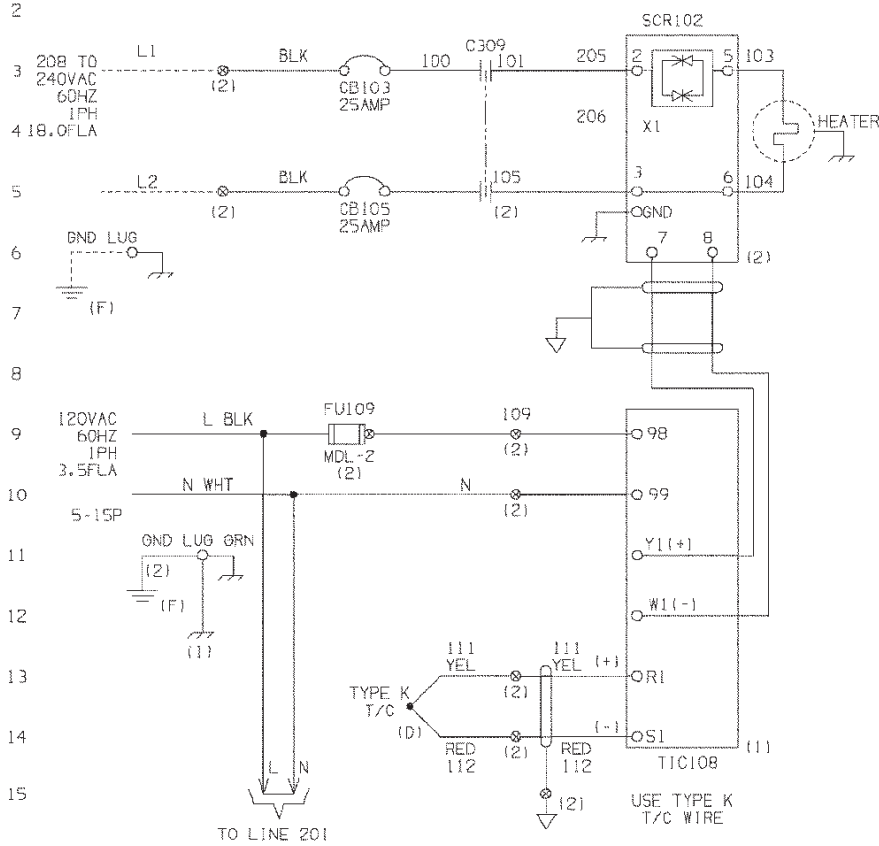 2
SCR102
L1
BLK
C309
100
101
205
2
5
103
3
208 TO
240VAC
60HZ
1PH
18.0FLA
(2)
CB103
25AMP
206
X1
HEATER
4
L2
BLK
105
3
6
104
5
(2)
CB105
25AMP
(2)
GND
GND LUG
7
8
6
(2)
(F)
7
8
FU109
120VAC
60HZ
1PH
3.5FLA
L BLK
109
98
9
MDL-2
(2)
(2)
N WHT
N
99
10
(2)
5-15P
GND LUG GRN
Y1(+)
11
(2)
(F)
W1(-)
12
(1)
111
YEL
111
YEL
(+)
R1
13
(2)
TYPE K
T/C
(D)
(-)
S1
14
RED
112
(2)
RED
112
(1)
TIC108
L
N
15
(2)
USE TYPE K
T/C WIRE
TO LINE 201